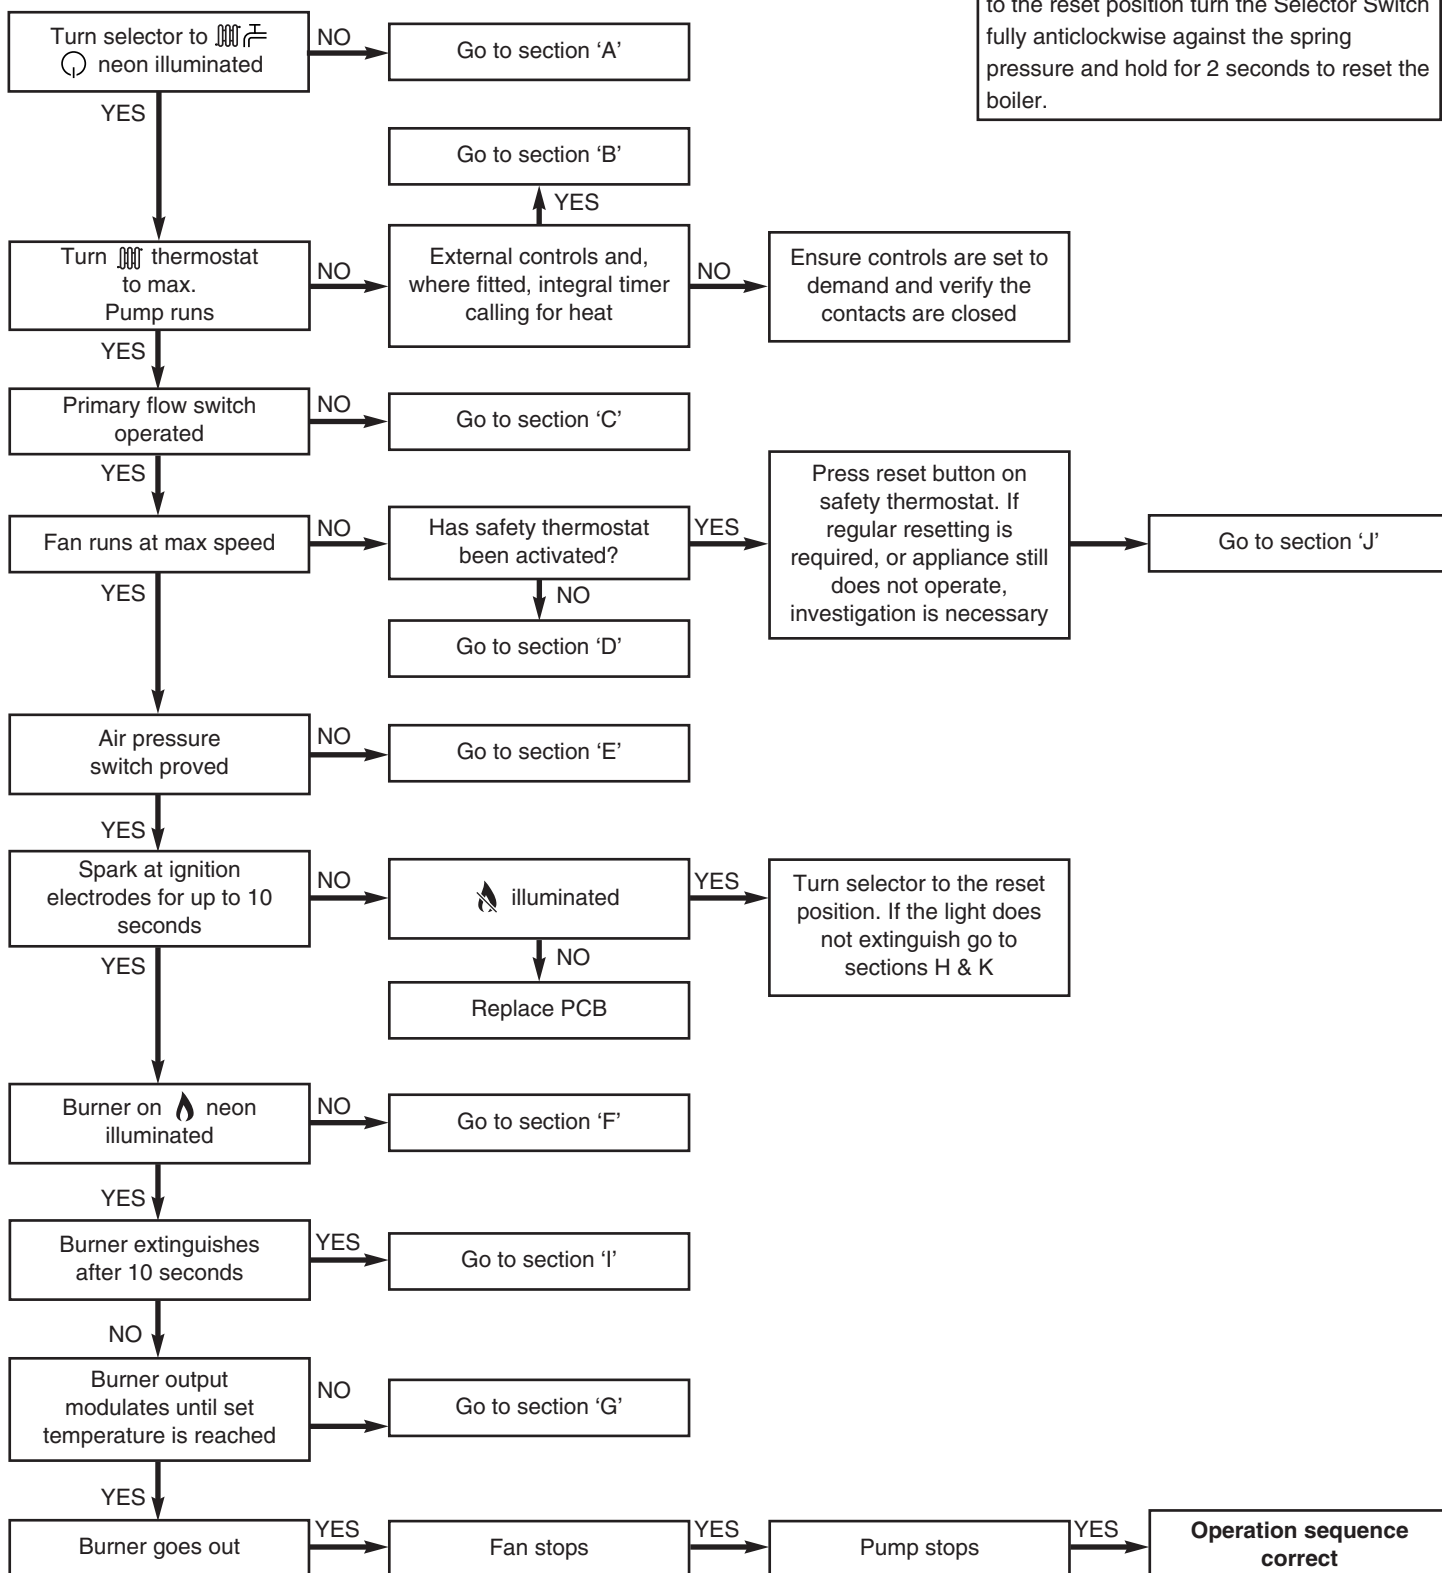 to the reset position turn the Selector Switch
fully anticlockwise against the spring
pressure and hold for 2 seconds to reset the
boiler.
Turn selector to
neon illuminated
NO
Go to section ‘A’
YES
Go to section ‘B’
YES
Turn thermostat
to max.
Pump runs
NO
External controls and,
where fitted, integral timer
calling for heat
NO
Ensure controls are set to
demand and verify the
contacts are closed
YES
Primary flow switch
operated
NO
Go to section ‘C’
YES
Fan runs at max speed
NO
Has safety thermostat
been activated?
YES
Press reset button on
safety thermostat. If
regular resetting is
required, or appliance still
does not operate,
investigation is necessary
Go to section ‘J’
NO
Go to section ‘D’
YES
Air pressure
switch proved
NO
Go to section ‘E’
YES
Spark at ignition
electrodes for up to 10
seconds
NO
illuminated
YES
Turn selector to the reset
position. If the light does
not extinguish go to
sections H & K
NO
Replace PCB
YES
Burner on neon
illuminated
NO
Go to section ‘F’
YES
Burner extinguishes
after 10 seconds
YES
Go to section ‘I’
NO
Burner output
modulates until set
temperature is reached
NO
Go to section ‘G’
YES
Burner goes out
YES
Fan stops
YES
Pump stops
YES
Operation sequence
correct